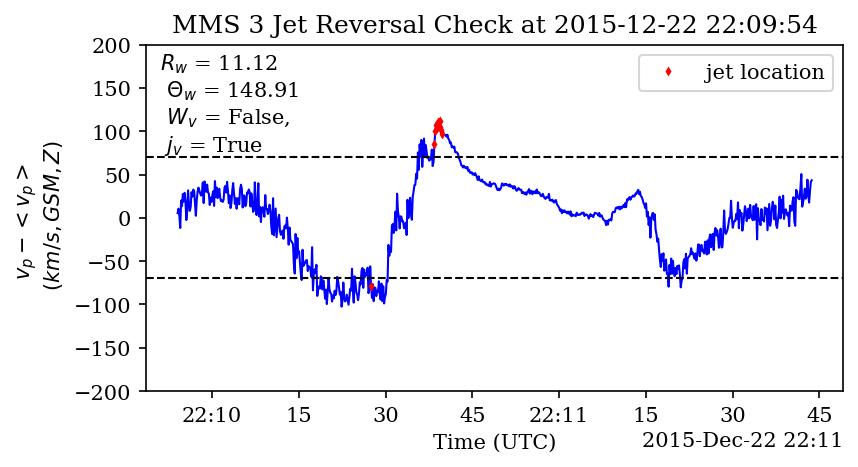 MMS 3 Jet Reversal Check at 2015-12-22 22:09:54
R_w = 11.12
Θ_w = 148.91
W_v = False,
j_v = True
jet location
v_p − < v_p >
(km/s, GSM, Z)
200
150
100
50
0
−50
−100
−150
−200
22:10 15 30 45 22:11 15 30 45
Time (UTC) 2015-Dec-22 22:11